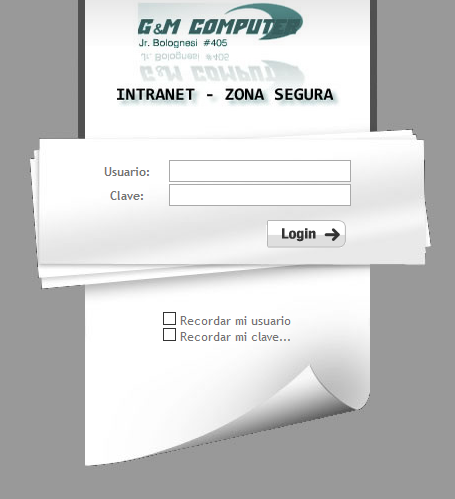 G&M COMPUTER
Jr. Bolognesi #405
INTRANET - ZONA SEGURA
Usuario:
Clave:
Login
Recordar mi usuario
Recordar mi clave...